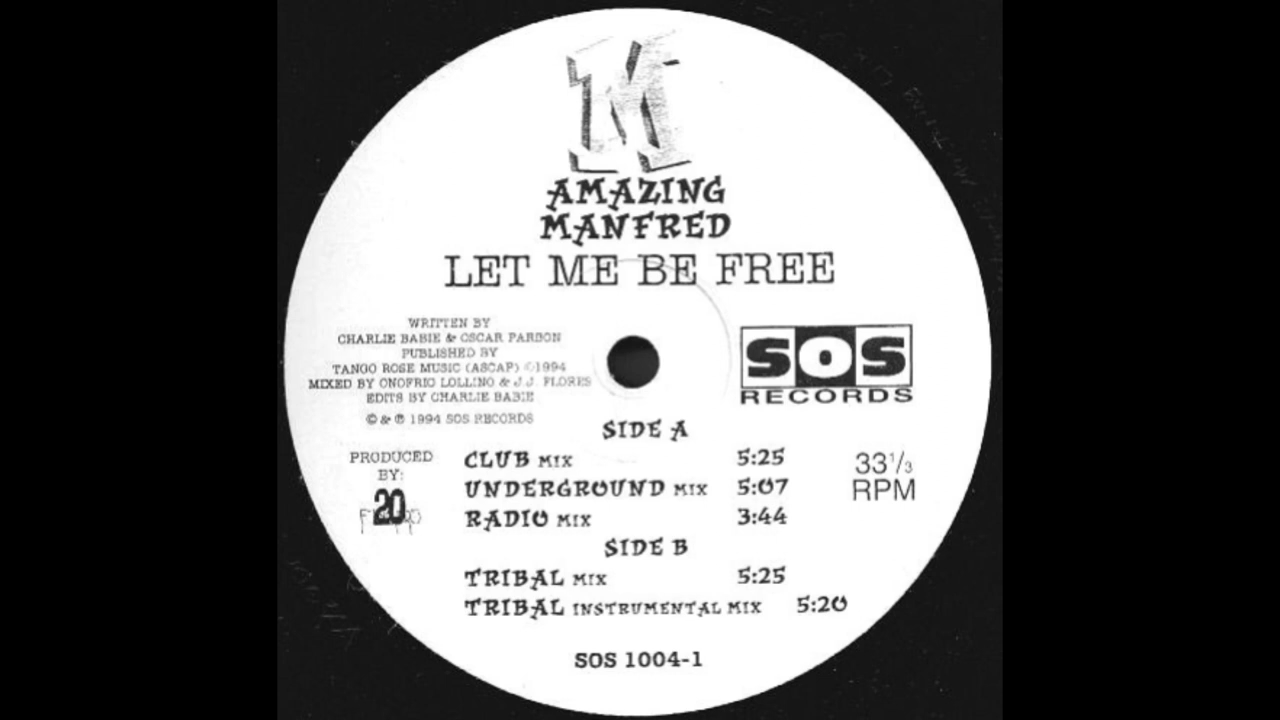 AMAZING
MANFRED
LET ME BE FREE
WRITTEN BY
CHARLIE BABIE & OSCAR PABBON
PUBLISHED BY
TANGO ROSE MUSIC (ASCAP) ©1994
MIXED BY ONOFRIO LOLLINO & J.J. FLORES
EDITS BY CHARLIE BABIE
© & ℗ 1994 SOS RECORDS
SOS
RECORDS
SIDE A
PRODUCED
BY:
20
CLUB MIX 5:25
UNDERGROUND MIX 5:07
RADIO MIX 3:44
33 1/3
RPM
SIDE B
TRIBAL MIX 5:25
TRIBAL INSTRUMENTAL MIX 5:20
SOS 1004-1